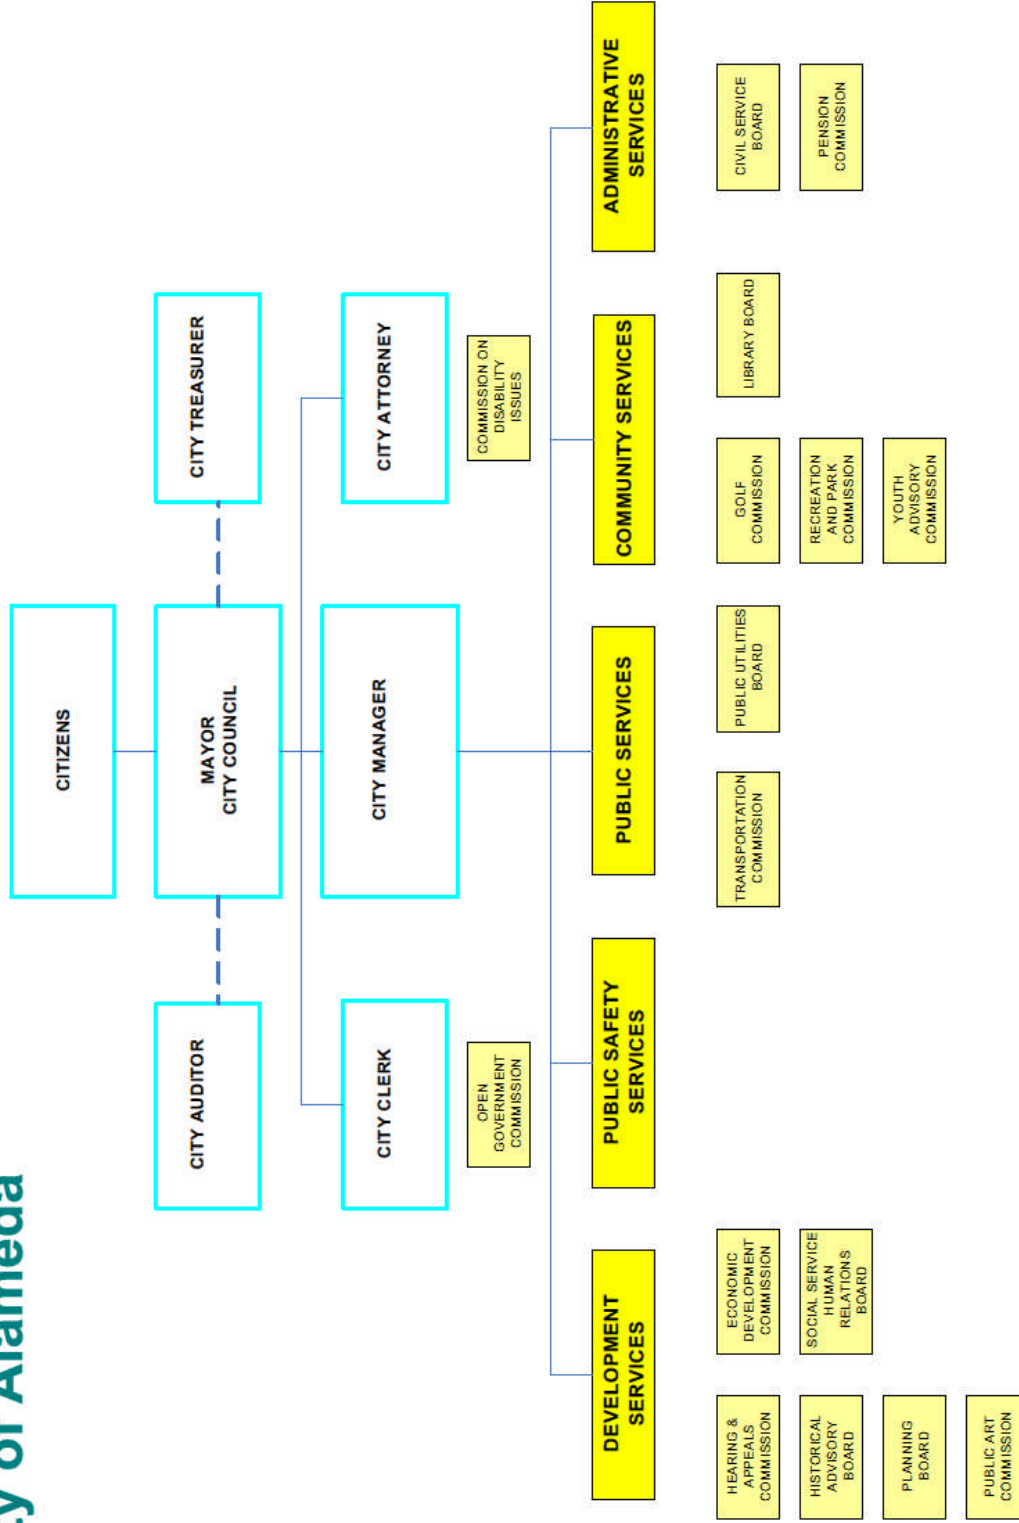 y of Alameda
CITIZENS
CITY AUDITOR
MAYOR
CITY COUNCIL
CITY TREASURER
CITY CLERK
CITY MANAGER
CITY ATTORNEY
OPEN
GOVERNMENT
COMMISSION
COMMISSION ON
DISABILITY
ISSUES
DEVELOPMENT
SERVICES
PUBLIC SAFETY
SERVICES
PUBLIC SERVICES
COMMUNITY SERVICES
ADMINISTRATIVE
SERVICES
HEARING &
APPEALS
COMMISSION
ECONOMIC
DEVELOPMENT
COMMISSION
TRANSPORTATION
COMMISSION
PUBLIC UTILITIES
BOARD
GOLF
COMMISSION
LIBRARY BOARD
CIVIL SERVICE
BOARD
HISTORICAL
ADVISORY
BOARD
SOCIAL SERVICE
HUMAN
RELATIONS
BOARD
RECREATION
AND PARK
COMMISSION
PENSION
COMMISSION
PLANNING
BOARD
YOUTH
ADVISORY
COMMISSION
PUBLIC ART
COMMISSION